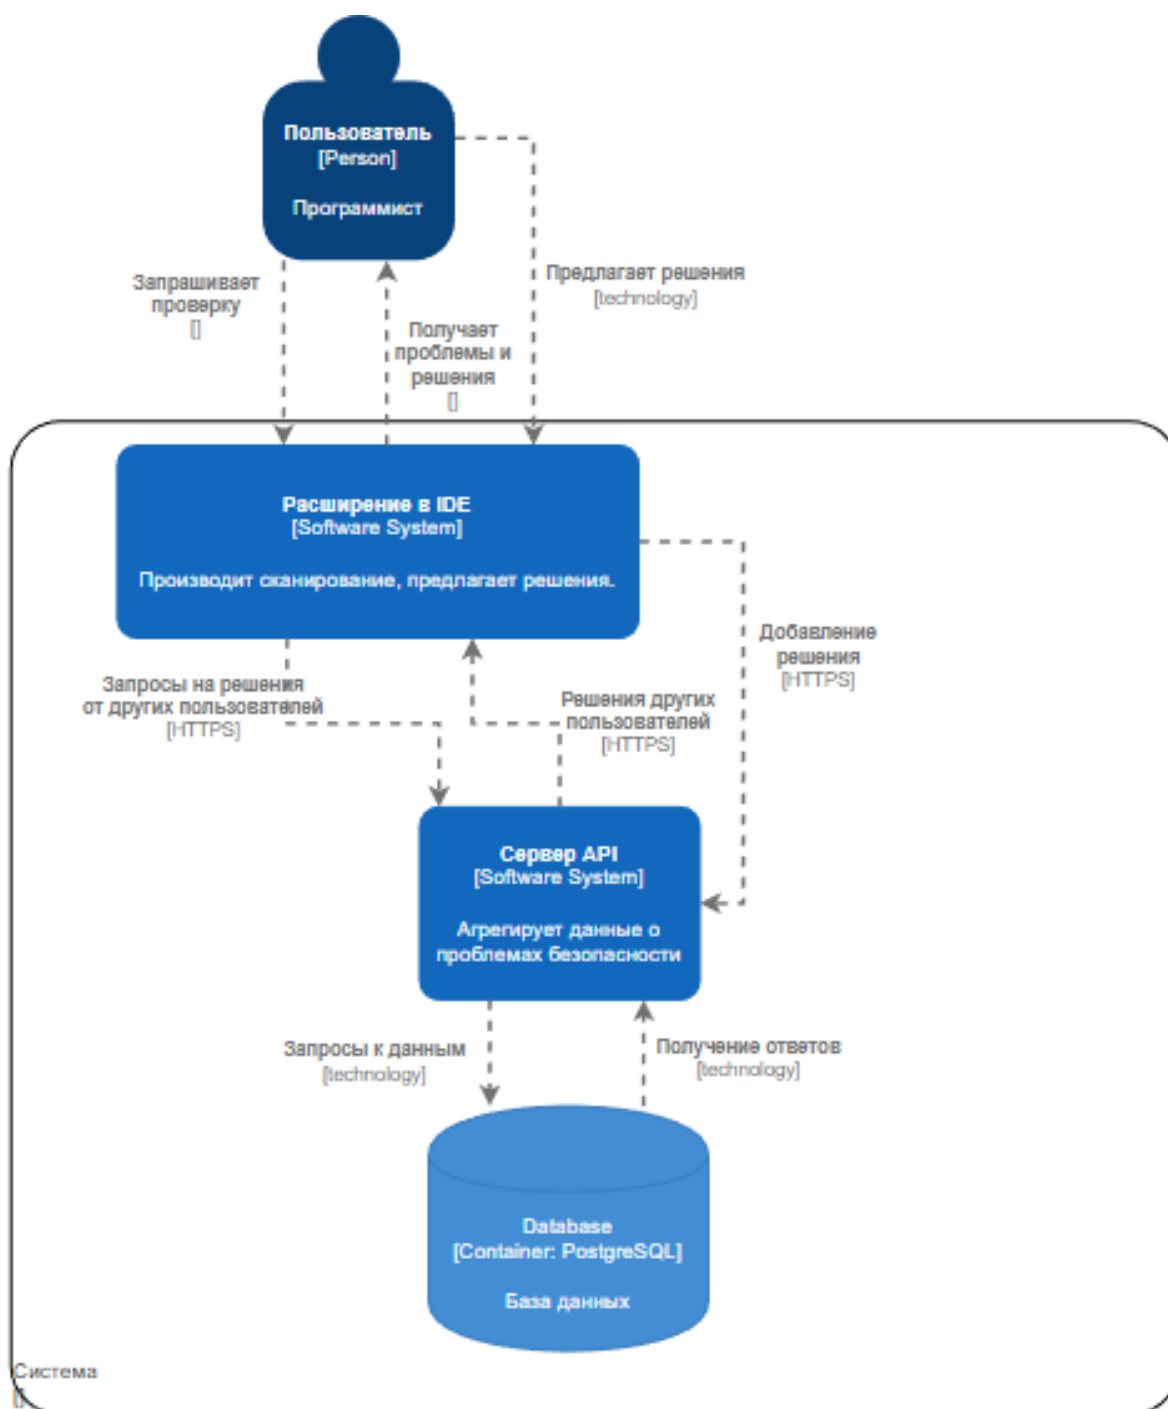 Пользователь
[Person]
Программист
Запрашивает
проверку
[]
Получает
проблемы и
решения
[]
Предлагает решения
[technology]
Расширение в IDE
[Software System]
Производит сканирование, предлагает решения.
Запросы на решения
от других пользователей
[HTTPS]
Решения других
пользователей
[HTTPS]
Добавление
решения
[HTTPS]
Сервер API
[Software System]
Агрегирует данные о
проблемах безопасности
Запросы к данным
[technology]
Получение ответов
[technology]
Database
[Container: PostgreSQL]
База данных
Система
[]